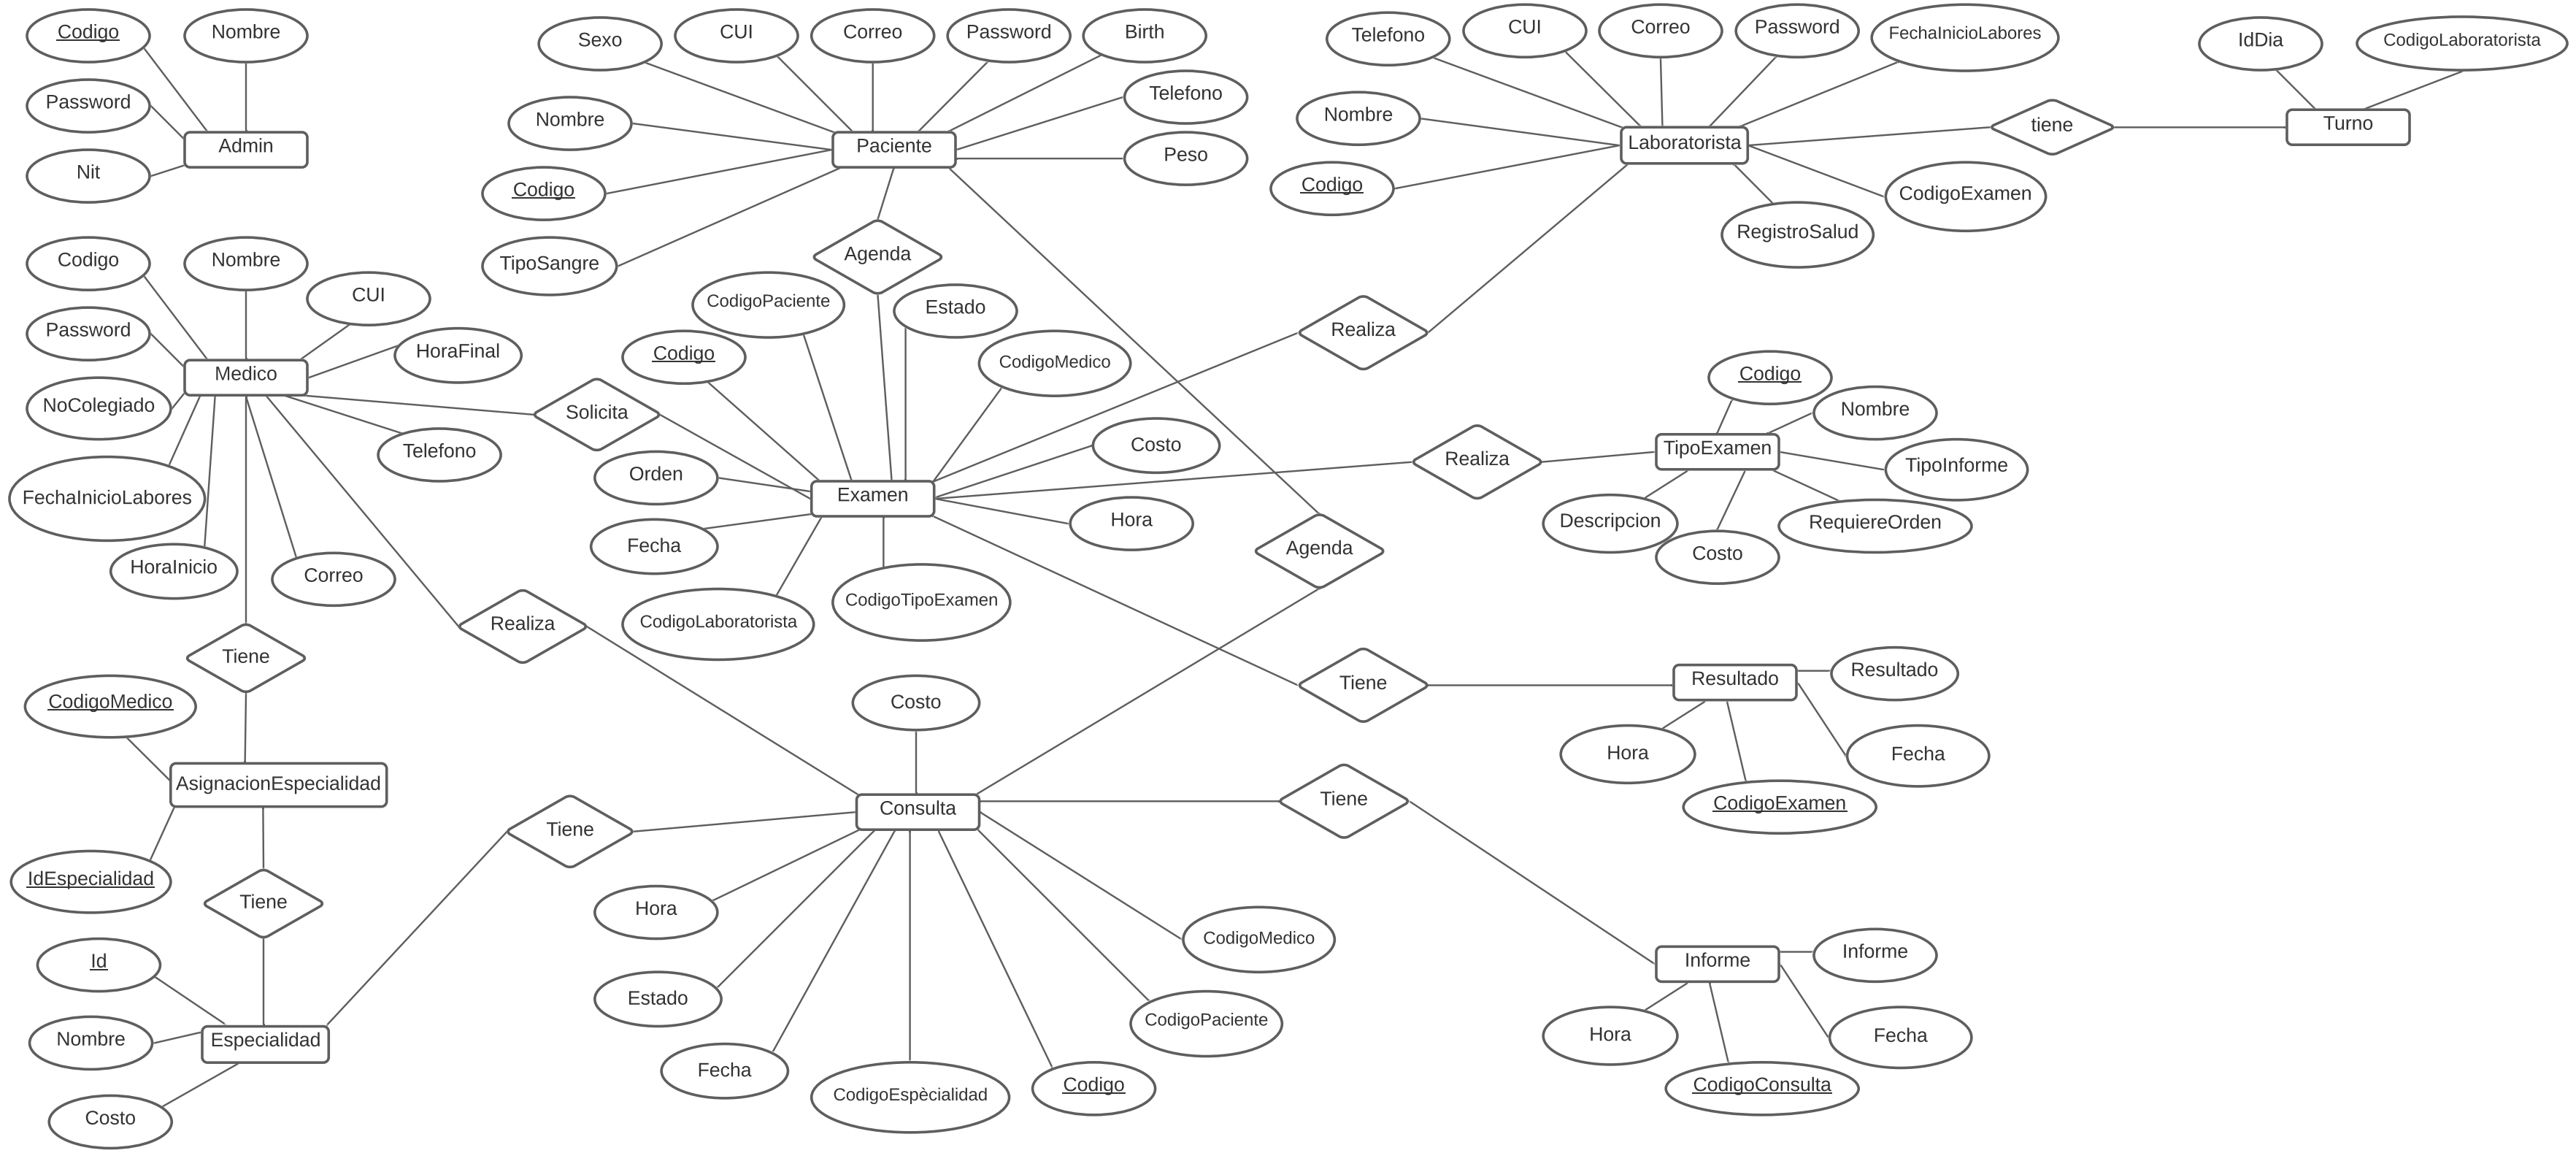 Codigo
Nombre
Password
Nit
Admin
Sexo
CUI
Correo
Password
Birth
Telefono
Peso
Nombre
Codigo
TipoSangre
Paciente
Telefono
CUI
Correo
Password
FechaInicioLabores
Nombre
Codigo
Laboratorista
RegistroSalud
CodigoExamen
tiene
IdDia
CodigoLaboratorista
Turno
Codigo
Nombre
CUI
HoraFinal
Password
Medico
NoColegiado
Telefono
FechaInicioLabores
HoraInicio
Correo
Agenda
Solicita
Realiza
Realiza
Agenda
CodigoPaciente
Estado
Codigo
CodigoMedico
Costo
Orden
Examen
Hora
Fecha
CodigoTipoExamen
CodigoLaboratorista
Codigo
Nombre
TipoExamen
TipoInforme
Descripcion
RequiereOrden
Costo
Tiene
Realiza
Tiene
Resultado
Resultado
Hora
Fecha
CodigoExamen
CodigoMedico
AsignacionEspecialidad
IdEspecialidad
Tiene
Id
Nombre
Especialidad
Costo
Tiene
Costo
Consulta
Tiene
Hora
Estado
Fecha
CodigoEspècialidad
Codigo
CodigoPaciente
CodigoMedico
Informe
Informe
Hora
Fecha
CodigoConsulta